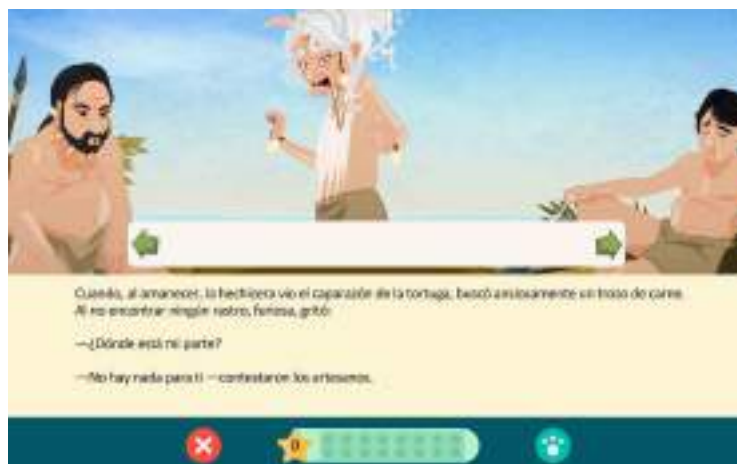 Cuando, al amanecer, la hechicera vio el caparazón de la tortuga, buscó ansiosamente un trozo de carne.
Al no encontrar ningún rastro, furiosa, gritó:
—¿Dónde está mi parte?
—No hay nada para ti —contestaron los artesanos.
0